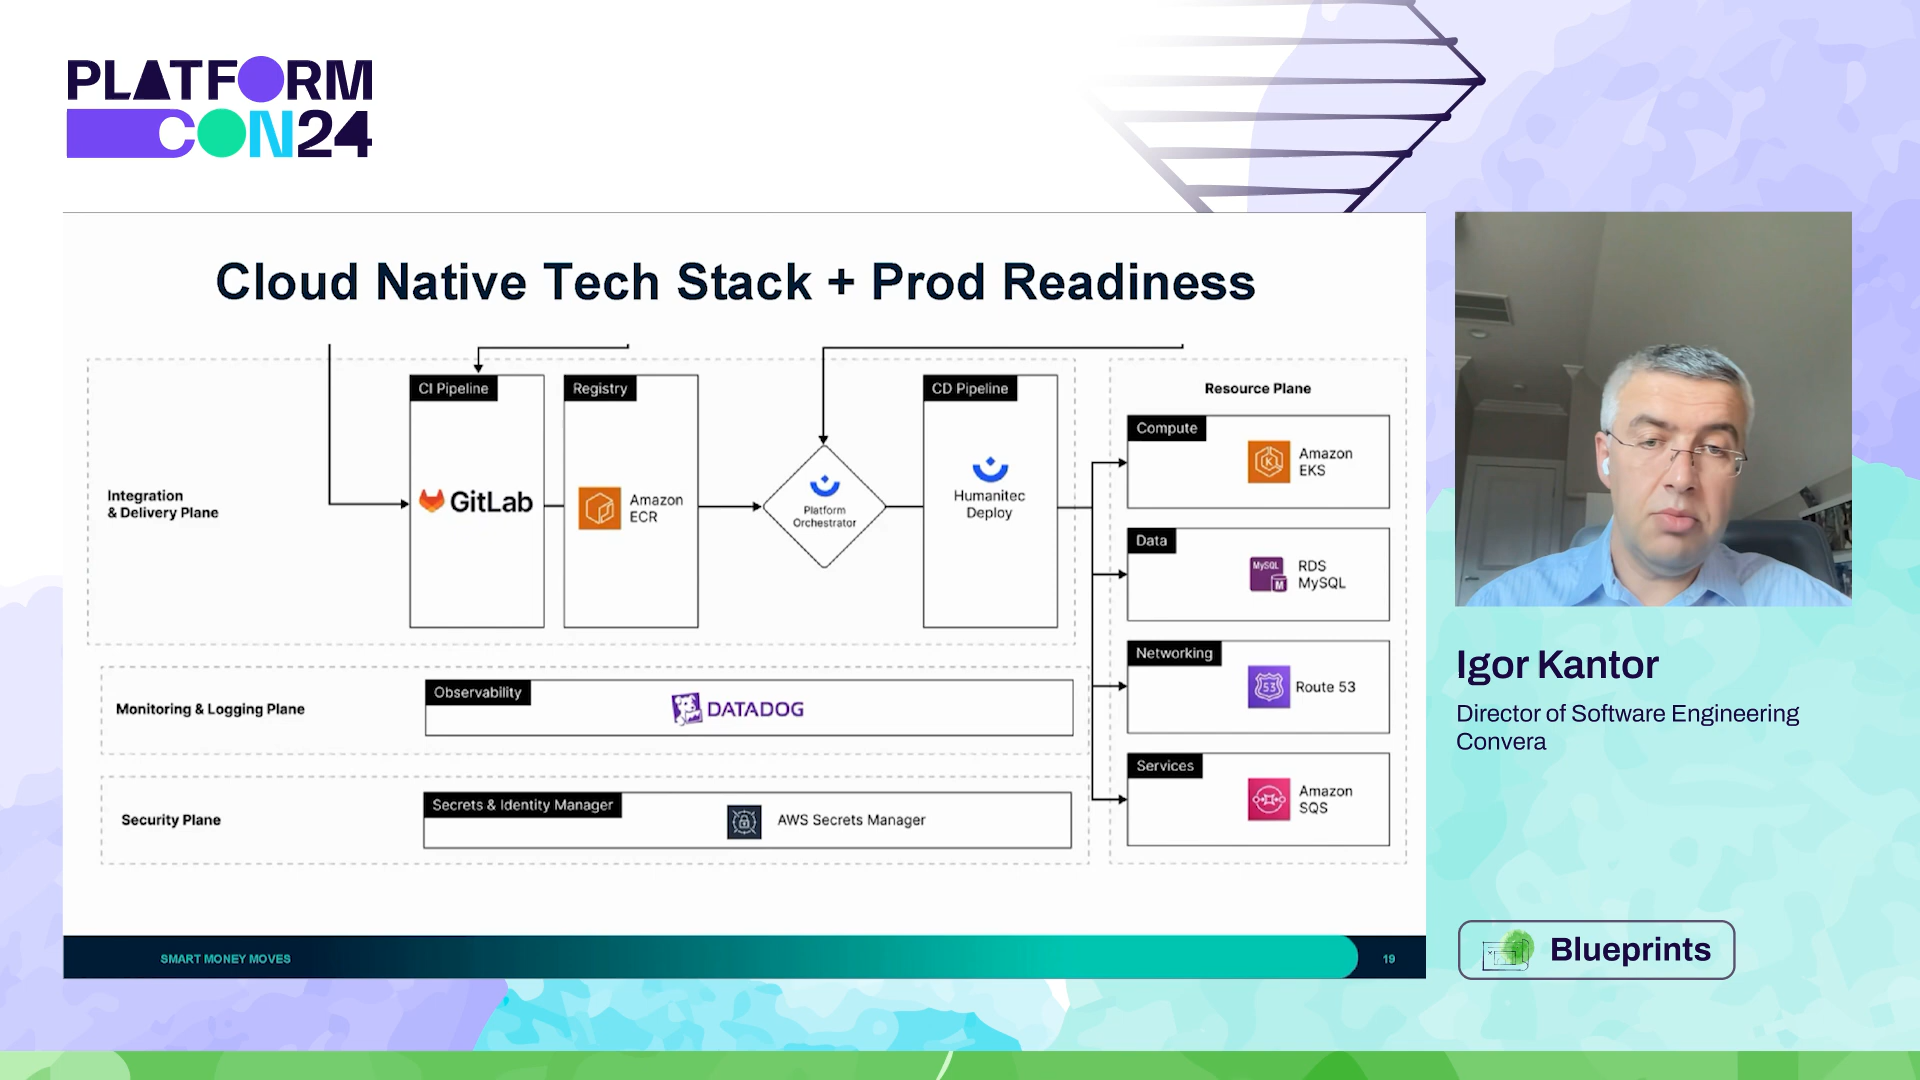 PLATFORM
CON24
Cloud Native Tech Stack + Prod Readiness
Integration
& Delivery Plane
CI Pipeline
GitLab
Registry
Amazon
ECR
Platform
Orchestrator
CD Pipeline
Humanitec
Deploy
Resource Plane
Compute
Amazon
EKS
Data
MySQL
RDS
MySQL
Networking
53
Route 53
Services
Amazon
SQS
Monitoring & Logging Plane
Observability
DATADOG
Security Plane
Secrets & Identity Manager
AWS Secrets Manager
SMART MONEY MOVES
19
Igor Kantor
Director of Software Engineering
Convera
Blueprints